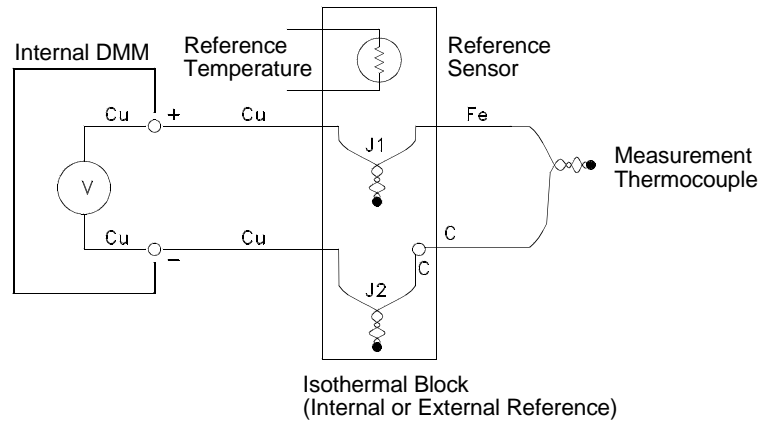 Internal DMM
Reference
Temperature
Reference
Sensor
Cu
+
Cu
Fe
J1
V
Measurement
Thermocouple
Cu
−
Cu
C
C
J2
Isothermal Block
(Internal or External Reference)